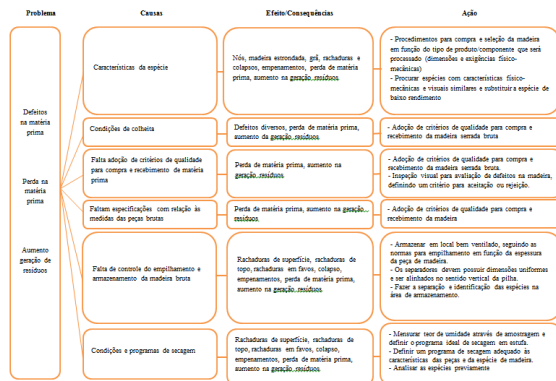 Problema
Causas
Efeito/Consequências
Ação
Defeitos
na matéria
prima
Perda na
matéria
prima
Aumento
geração de
resíduos
Características da espécie
Nós, madeira estrondada, grã, rachaduras e
colapsos, empenamentos, perda de matéria
prima, aumento na geração resíduos.
- Procedimentos para compra e seleção da madeira
em função do tipo de produto/componente que será
processado (dimensões e exigências físico-
mecânicas).
- Procurar espécies com características físico-
mecânicas e visuais similares e substituir a espécie de
baixo rendimento
Condições de colheita
Defeitos diversos, perda de matéria prima,
aumento da geração resíduos.
- Adoção de critérios de qualidade para compra e
recebimento da madeira serrada bruta
Falta adoção de critérios de qualidade
para compra e recebimento de matéria
prima
Perda de matéria prima, aumento na
geração resíduos.
- Adoção de critérios de qualidade para compra e
recebimento da madeira serrada bruta.
- Inspeção visual para avaliação de defeitos na madeira,
definindo um critério para aceitação ou rejeição.
Faltam especificações com relação às
medidas das peças brutas
Perda de matéria prima, aumento na geração
resíduos.
- Adoção de critérios de qualidade para compra e
recebimento da madeira
Falta de controle do empilhamento e
armazenamento da madeira bruta
Rachaduras de superfície, rachaduras de
topo, rachaduras em favos, colapso,
empenamentos, perda de matéria prima,
aumento na geração resíduos.
- Armazenar em local bem ventilado, seguindo as
normas para empilhamento em função da espessura
da peça de madeira.
- Os separadores devem possuir dimensões uniformes
e ser alinhados no sentido vertical da pilha.
- Fazer a separação e identificação das espécies na
área de armazenamento.
Condições e programas de secagem
Rachaduras de superfície, rachaduras de
topo, rachaduras em favos, colapso,
empenamentos, perda de matéria prima,
aumento na geração resíduos.
- Mensurar teor de umidade através de amostragem e
definir o programa ideal de secagem em estufa.
- Definir um programa de secagem adequado às
características das peças e da espécie de madeira.
- Analisar as espécies previamente